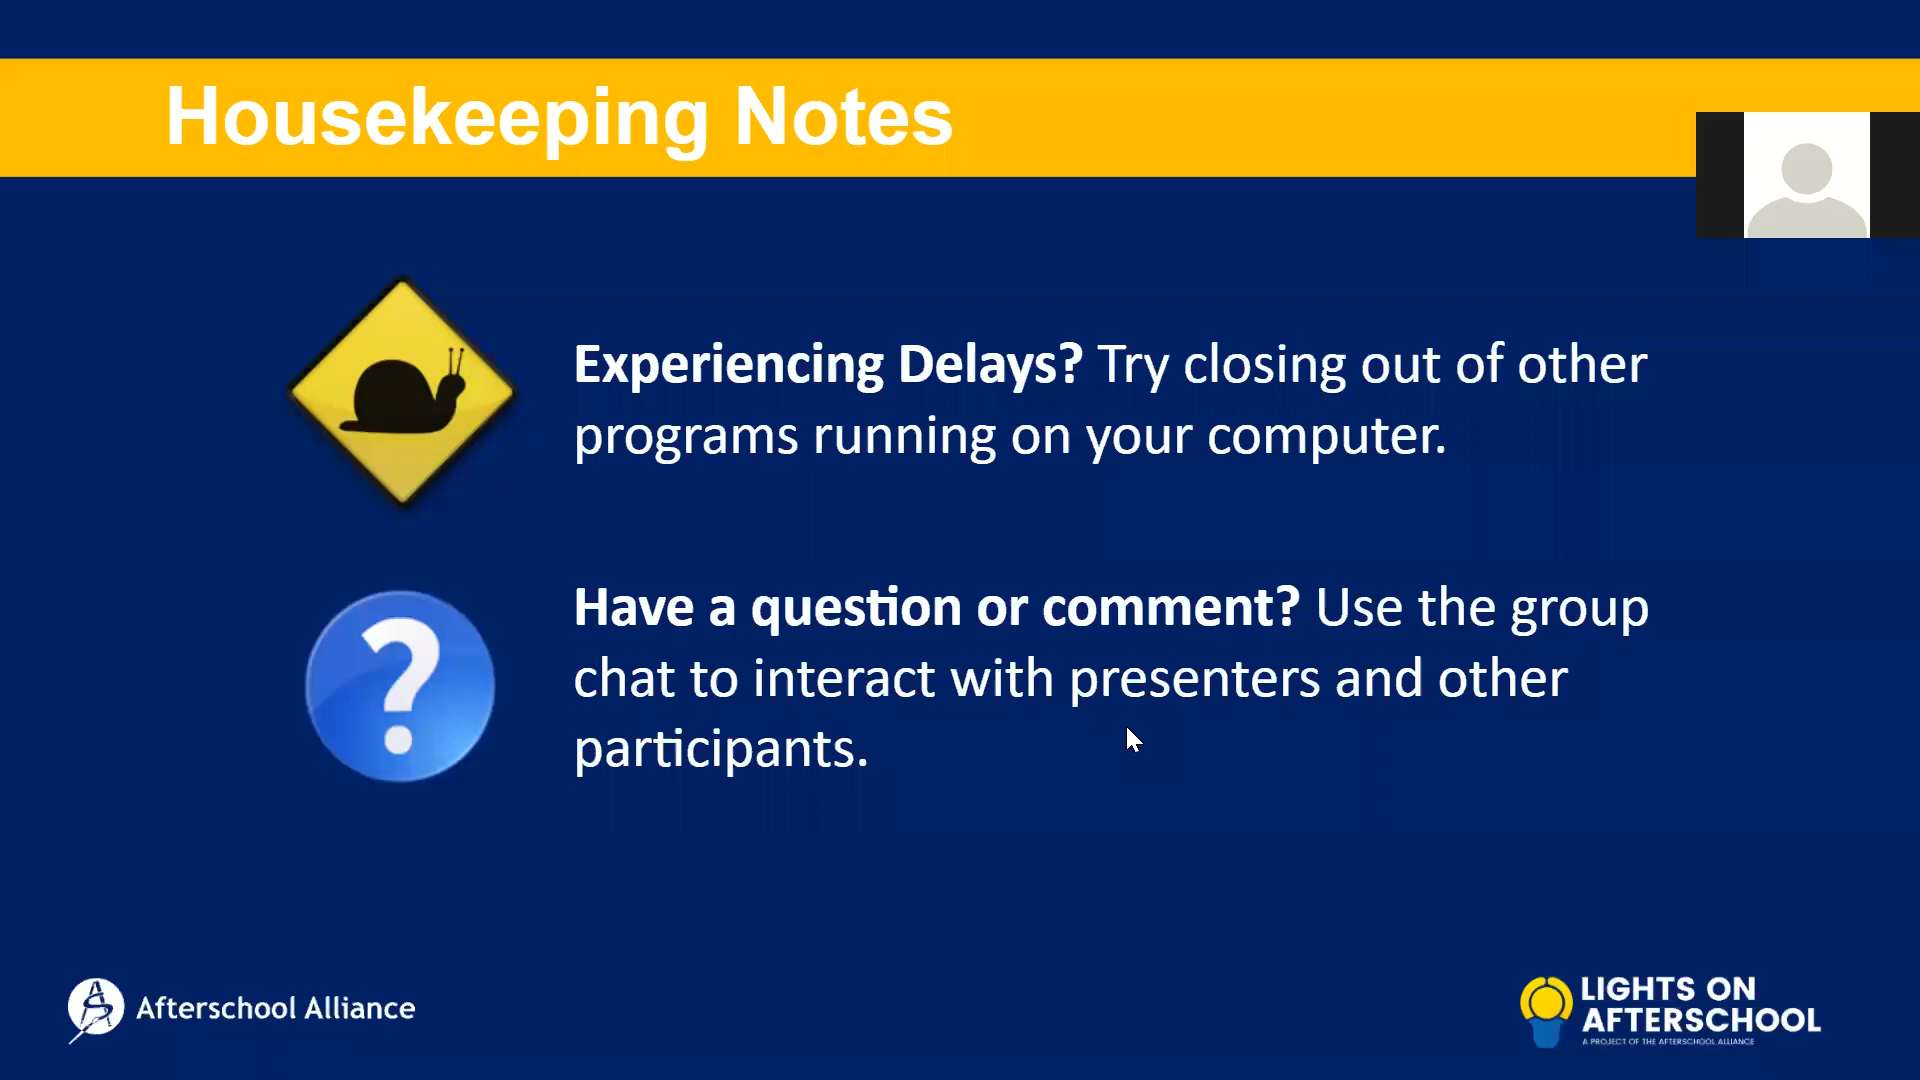 Housekeeping Notes
Experiencing Delays? Try closing out of other
programs running on your computer.
?
Have a question or comment? Use the group
chat to interact with presenters and other
participants.
Afterschool Alliance
LIGHTS ON
AFTERSCHOOL
A PROJECT OF THE AFTERSCHOOL ALLIANCE